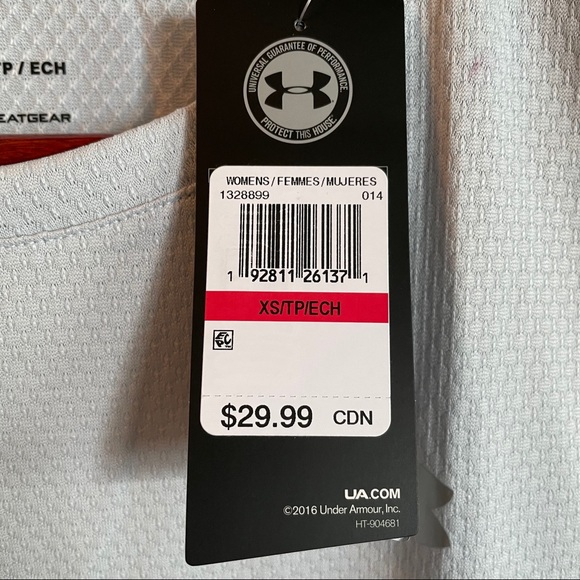 TP / ECH
EATGEAR
UNIVERSAL GUARANTEE OF PERFORMANCE
PROTECT THIS HOUSE
WOMENS/FEMMES/MUJERES
1328899 014
1 92811 26137 1
XS/TP/ECH
$29.99 CDN
UA.COM
©2016 Under Armour, Inc.
HT-904681